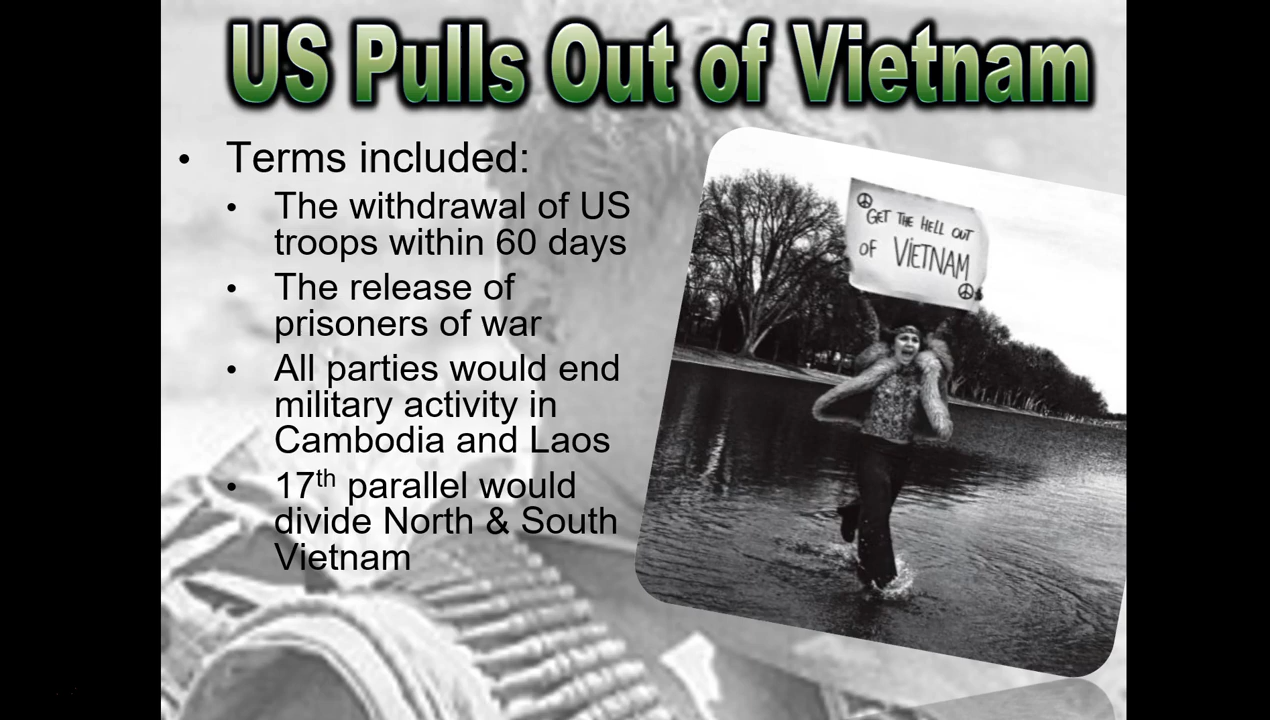 US Pulls Out of Vietnam
• Terms included:
• The withdrawal of US
troops within 60 days
• The release of
prisoners of war
• All parties would end
military activity in
Cambodia and Laos
• 17th parallel would
divide North & South
Vietnam
GET THE HELL OUT
OF VIETNAM